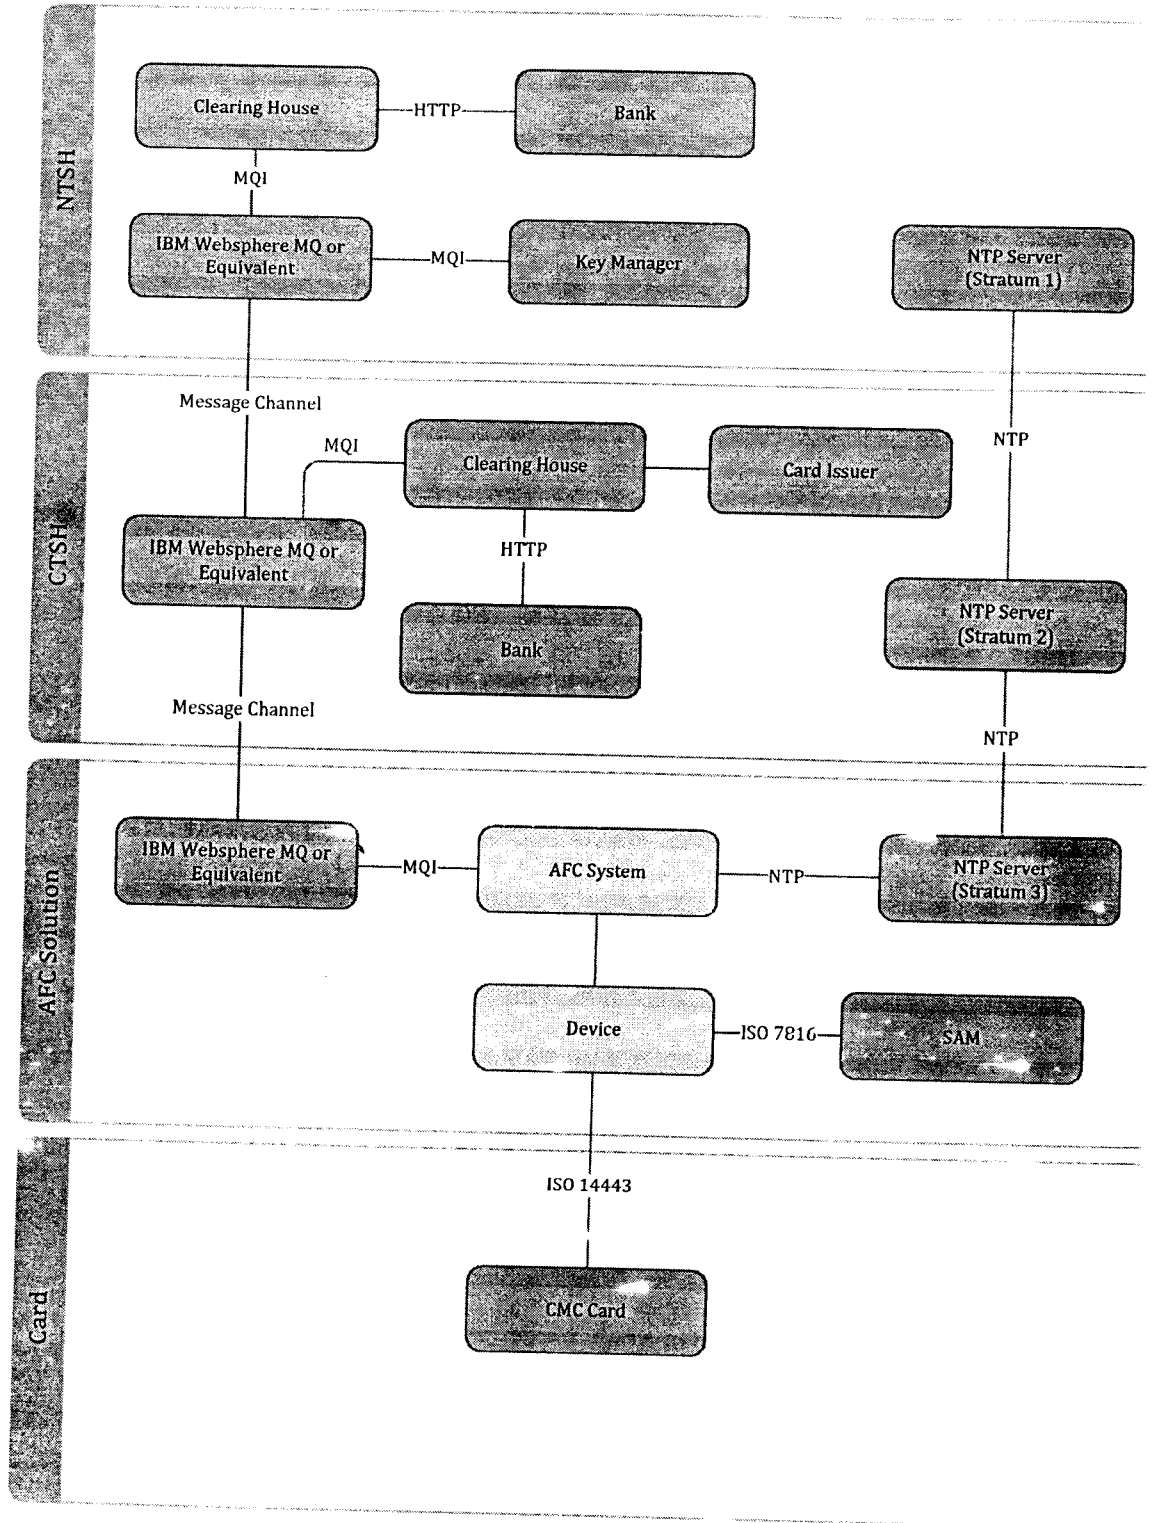 NTSH
Clearing House
HTTP
Bank
MQI
IBM Websphere MQ or
Equivalent
MQI
Key Manager
NTP Server
(Stratum 1)
Message Channel
NTP
CTSH
MQI
Clearing House
Card Issuer
IBM Websphere MQ or
Equivalent
HTTP
Bank
NTP Server
(Stratum 2)
Message Channel
NTP
AFC Solution
IBM Websphere MQ or
Equivalent
MQI
AFC System
NTP
NTP Server
(Stratum 3)
Device
ISO 7816
SAM
Card
ISO 14443
CMC Card